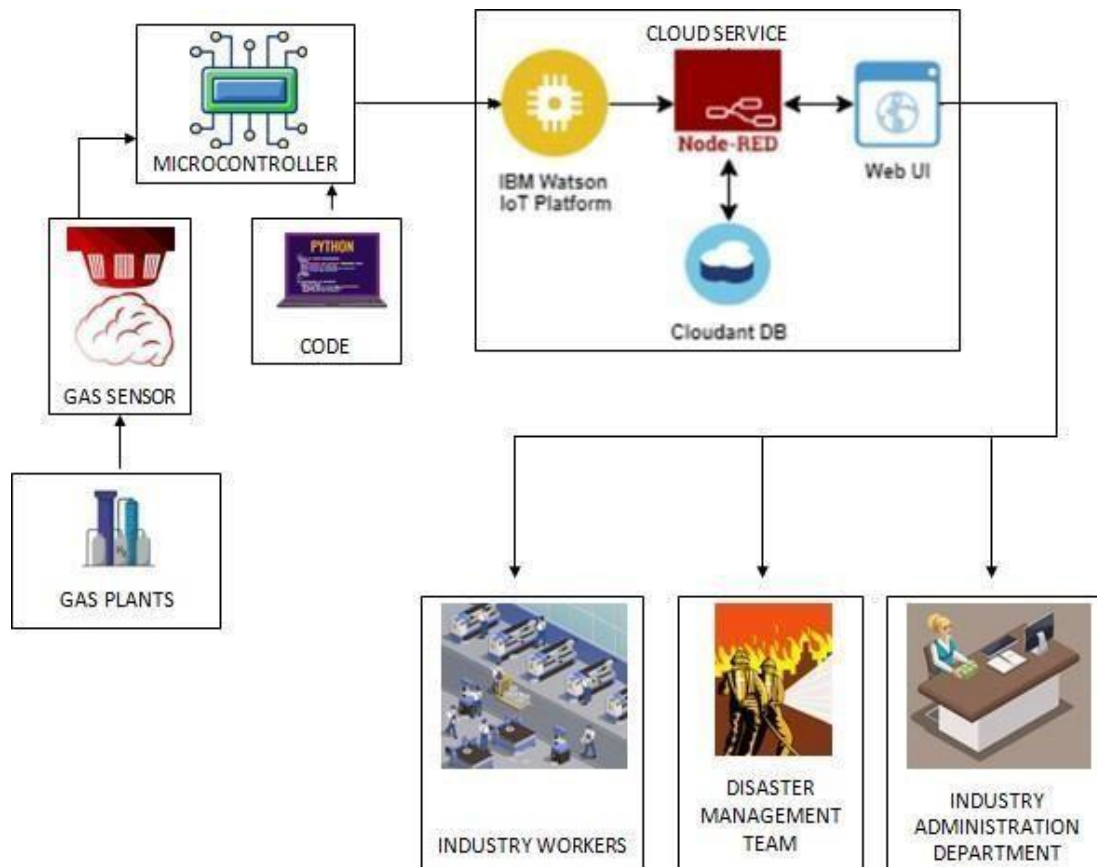 CLOUD SERVICE
MICROCONTROLLER
IBM Watson
IoT Platform
Node-RED
Web UI
Cloudant DB
PYTHON
CODE
GAS SENSOR
GAS PLANTS
INDUSTRY WORKERS
DISASTER
MANAGEMENT
TEAM
INDUSTRY
ADMINISTRATION
DEPARTMENT